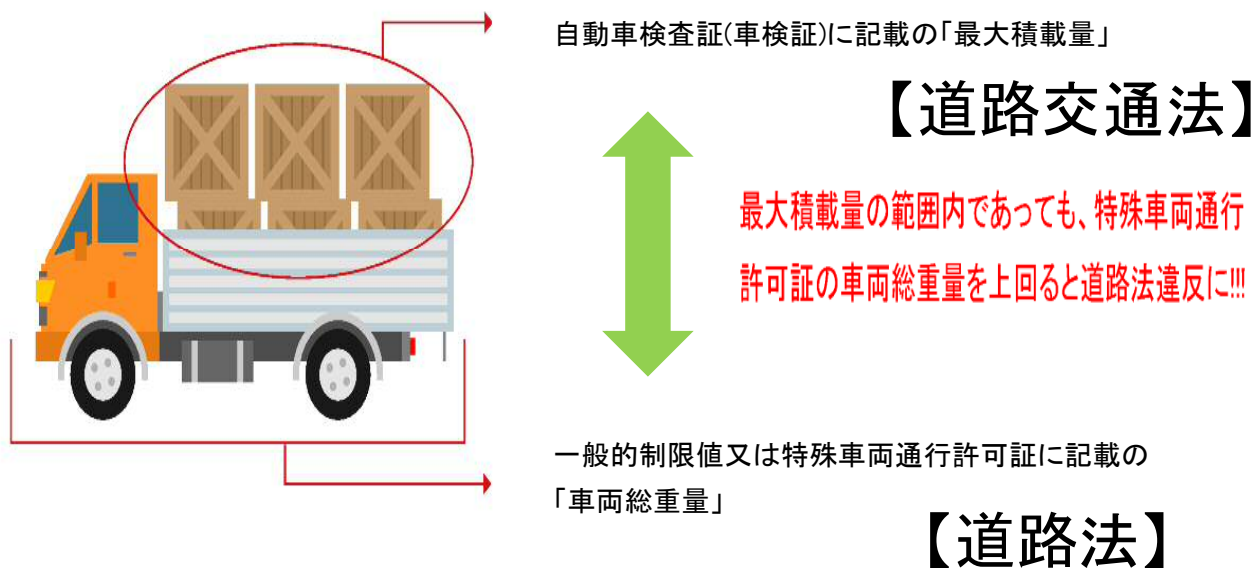 自動車検査証(車検証)に記載の「最大積載量」
【道路交通法】
最大積載量の範囲内であっても、特殊車両通行
許可証の車両総重量を上回ると道路法違反に!!!
一般的制限値又は特殊車両通行許可証に記載の
「車両総重量」
【道路法】